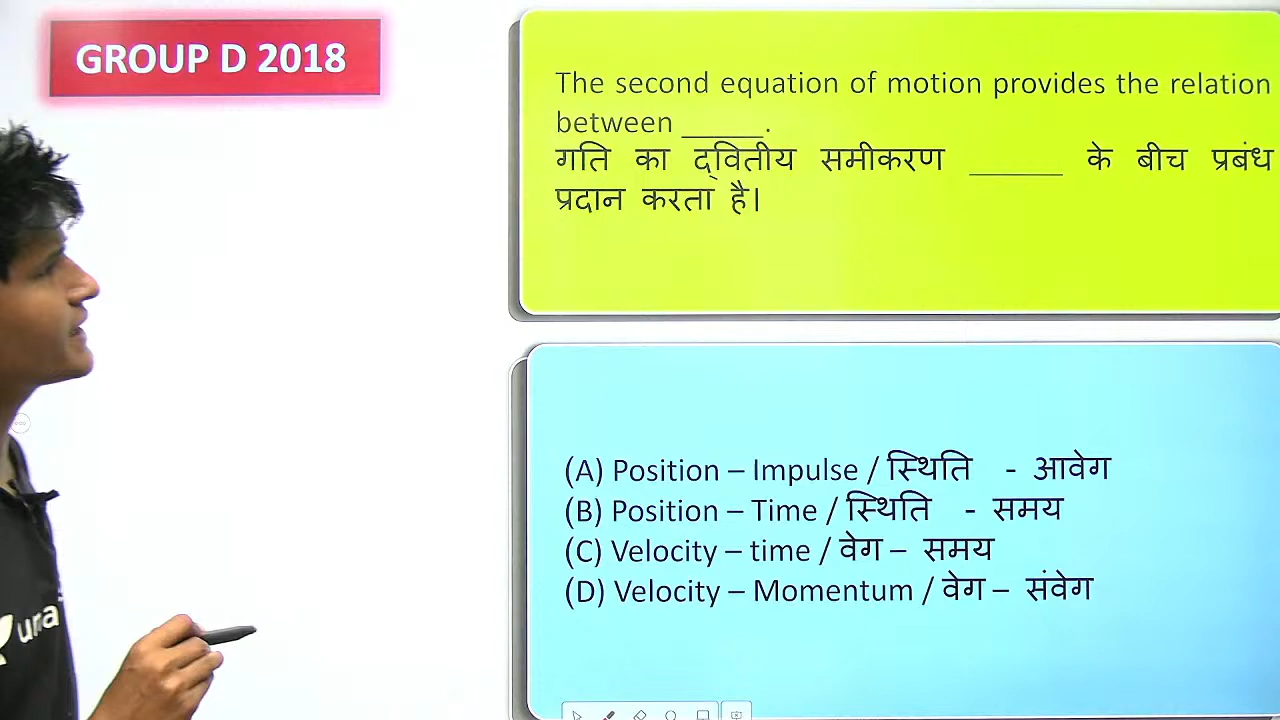 GROUP D 2018
The second equation of motion provides the relation
between _____.
गति का द्वितीय समीकरण ______ के बीच प्रबंध
प्रदान करता है।
(A) Position – Impulse / स्थिति - आवेग
(B) Position – Time / स्थिति - समय
(C) Velocity – time / वेग – समय
(D) Velocity – Momentum / वेग – संवेग